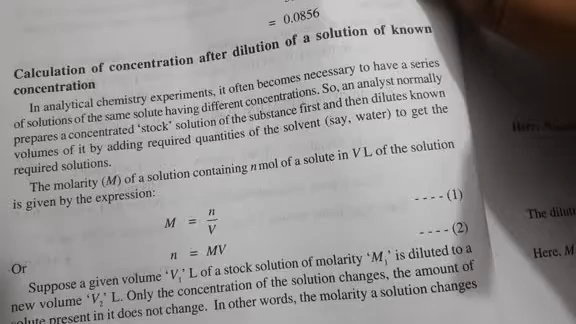 = 0.0856
Calculation of concentration after dilution of a solution of known
concentration
In analytical chemistry experiments, it often becomes necessary to have a series
of solutions of the same solute having different concentrations. So, an analyst normally
prepares a concentrated 'stock' solution of the substance first and then dilutes known
volumes of it by adding required quantities of the solvent (say, water) to get the
required solutions.
The molarity (M) of a solution containing n mol of a solute in V L of the solution
is given by the expression:
M = n/V ---- (1)
Or n = MV ---- (2)
Suppose a given volume 'V₁' L of a stock solution of molarity 'M₁' is diluted to a
new volume 'V₂' L. Only the concentration of the solution changes, the amount of
solute present in it does not change. In other words, the molarity a solution changes
Here,
The dilut
Here, M